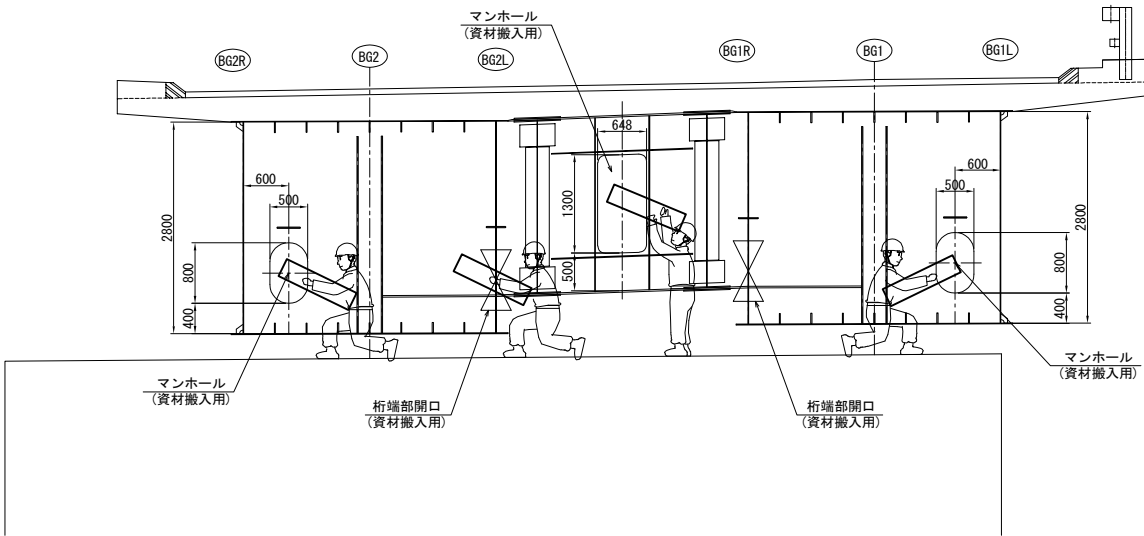 マンホール
(資材搬入用)
BG2R
BG2
BG2L
BG1R
BG1
BG1L
648
600
500
2800
800
400
1300
500
600
500
2800
800
400
マンホール
(資材搬入用)
桁端部開口
(資材搬入用)
桁端部開口
(資材搬入用)
マンホール
(資材搬入用)